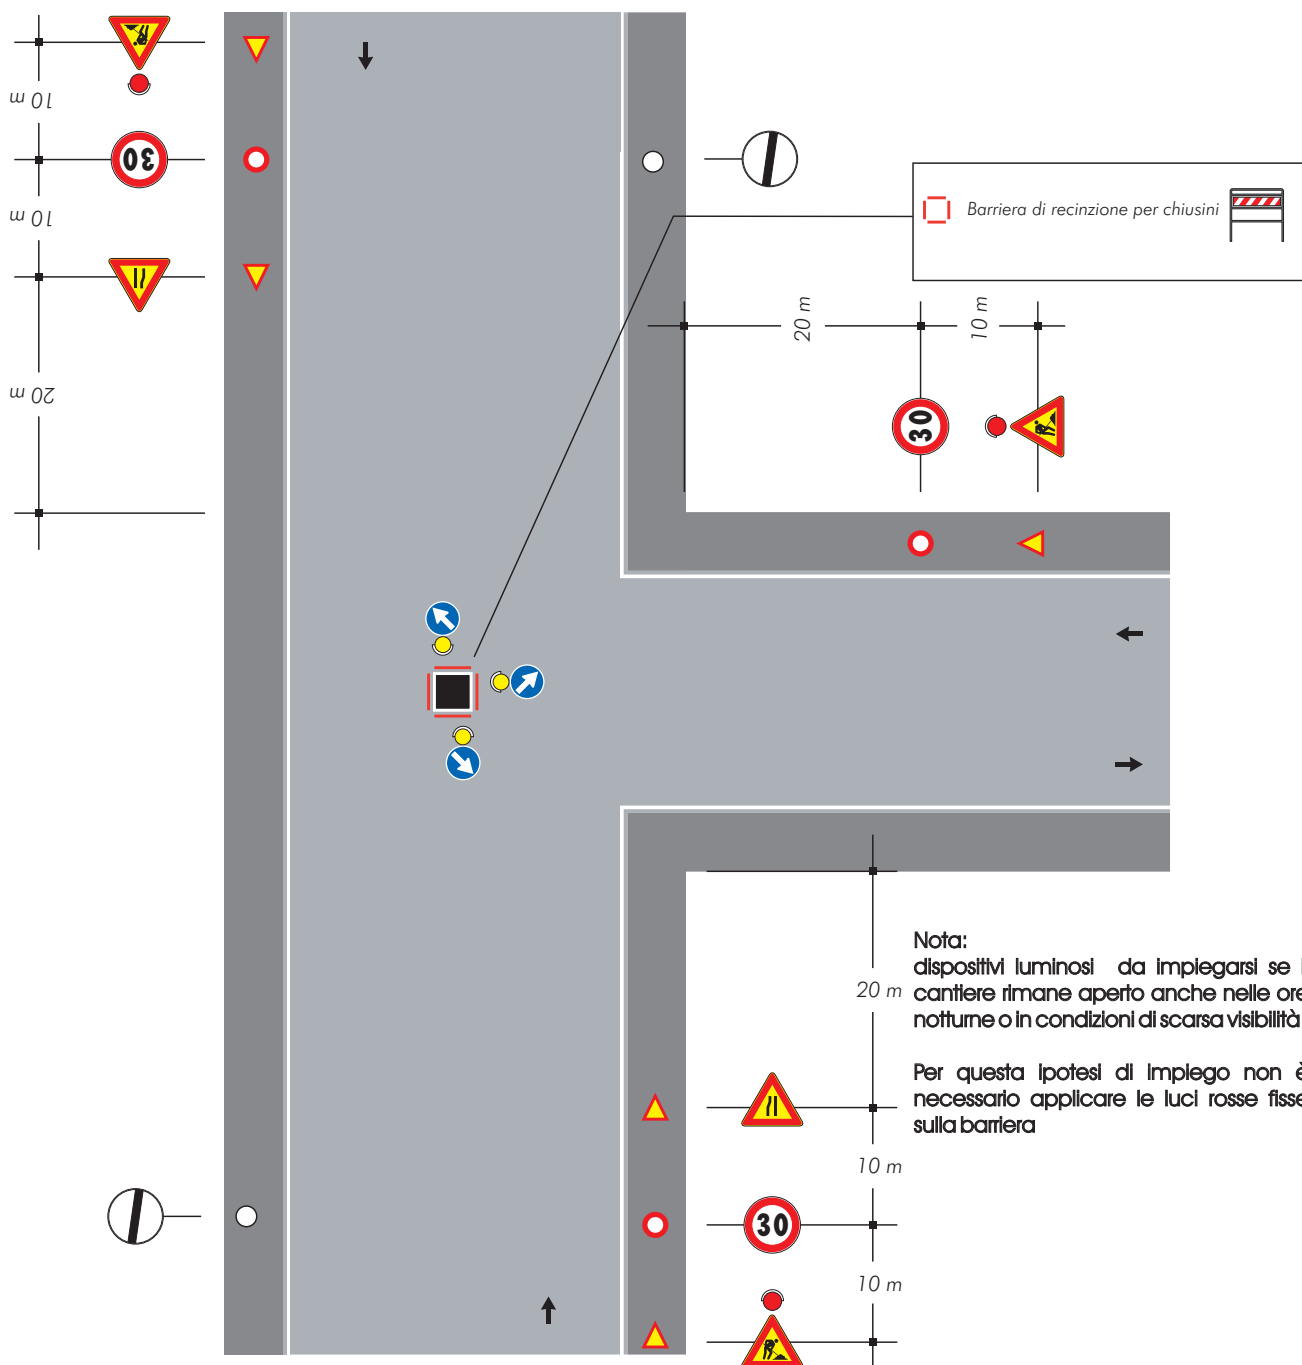 10 m
30
10 m
20 m
Barriera di recinzione per chiusini
20 m
10 m
30
Nota:
dispositivi luminosi da impiegarsi se
20 m
cantiere rimane aperto anche nelle ore
notturne o in condizioni di scarsa visibilità
Per questa ipotesi di impiego non è
necessario applicare le luci rosse fisse
sulla barriera
10 m
30
10 m